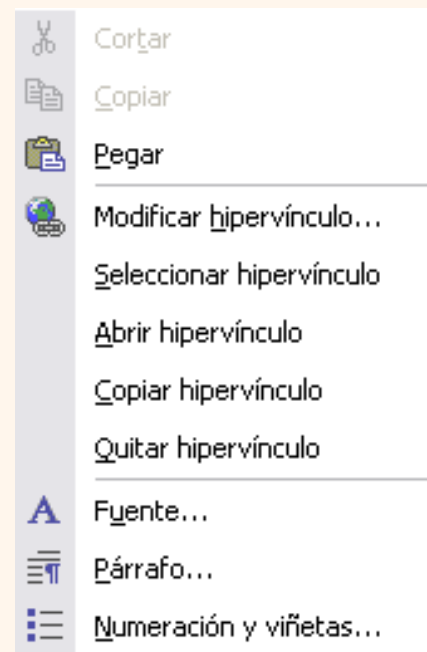 Cortar
Copiar
Pegar
Modificar hipervínculo...
Seleccionar hipervínculo
Abrir hipervínculo
Copiar hipervínculo
Quitar hipervínculo
Fuente...
Párrafo...
Numeración y viñetas...